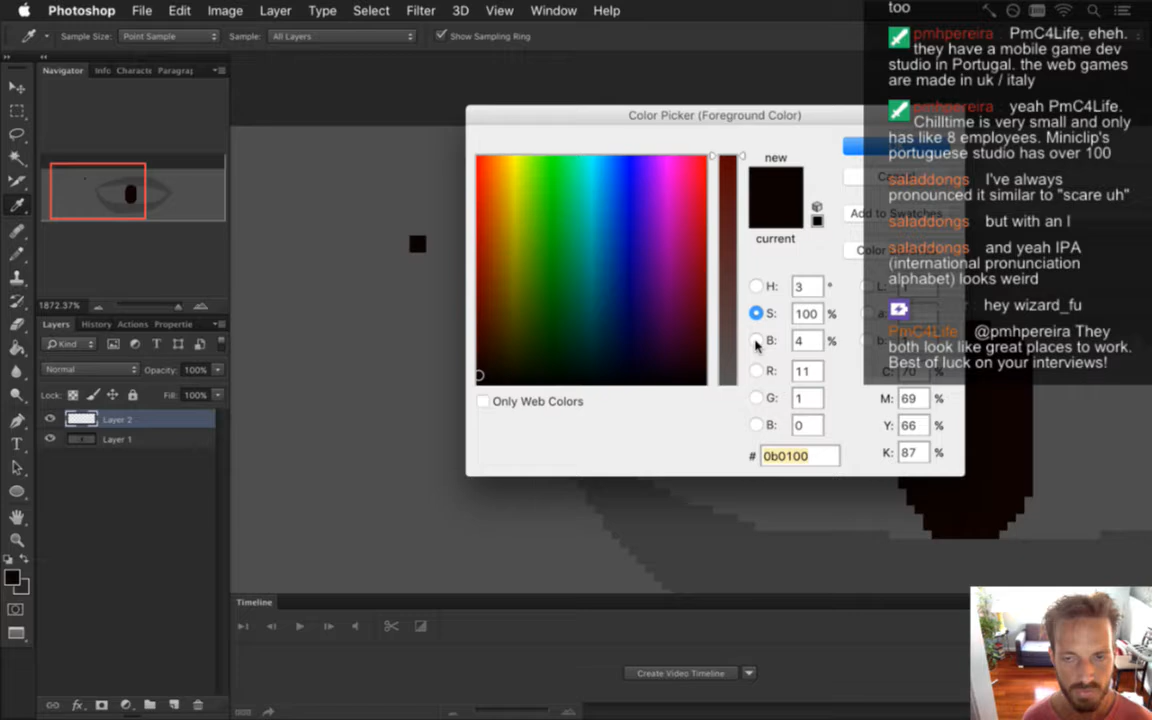 Photoshop File Edit Image Layer Type Select Filter 3D View Window Help
Sample Size: Point Sample Sample: All Layers Show Sampling Ring
Navigator Info Characte Paragra
1872.37%
Layers History Actions Propertie
Kind
Normal Opacity: 100%
Lock: Fill: 100%
Layer 2
Layer 1
Color Picker (Foreground Color)
new
current
Add to Swatches
H: 3 °
S: 100 %
B: 4 %
R: 11
G: 1
B: 0
# 0b0100
L:
a:
b:
M: 69 %
Y: 66 %
K: 87 %
Only Web Colors
too
pmhpereira PmC4Life, eheh.
they have a mobile game dev
studio in Portugal. the web games
are made in uk / italy
pmhpereira yeah PmC4Life.
Chilltime is very small and only
has like 8 employees. Miniclip's
portuguese studio has over 100
saladdongs I've always
pronounced it similar to "scare uh"
saladdongs but with an l
saladdongs and yeah IPA
(international pronunciation
alphabet) looks weird
hey wizard_fu
PmC4Life @pmhpereira They
both look like great places to work.
Best of luck on your interviews!
Timeline
Create Video Timeline